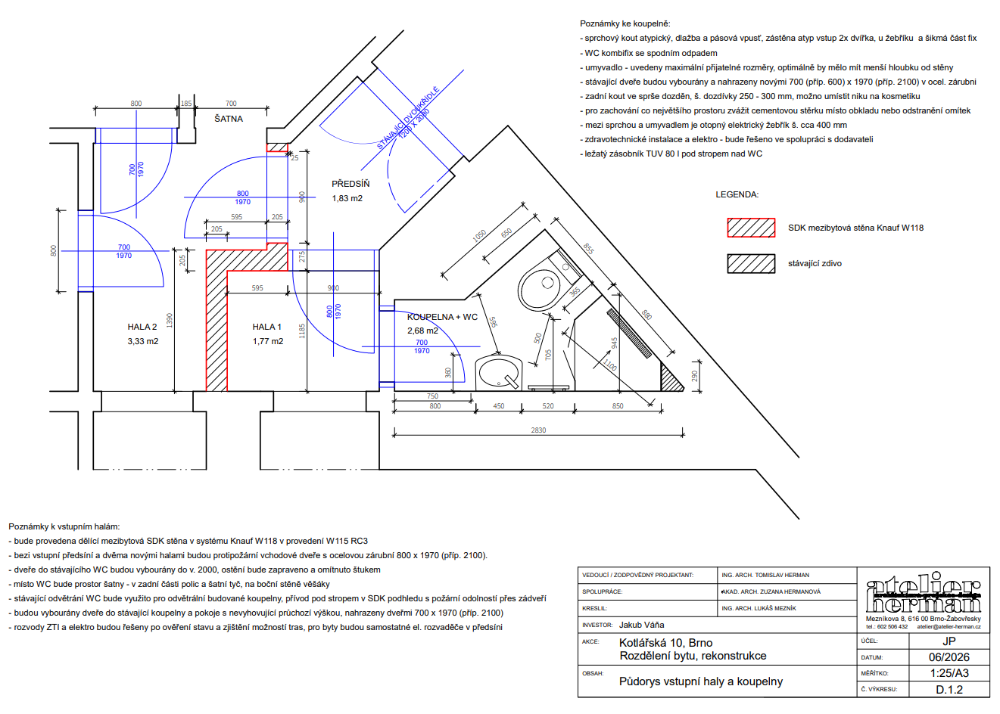 Poznámky ke koupelně:
- sprchový kout atypický, dlažba a pásová vpusť, zástěna atyp vstup 2x dvířka, u žebříku a šikmá část fix
- WC kombifix se spodním odpadem
- umyvadlo - uvedeny maximální přijatelné rozměry, optimálně by mělo mít menší hloubku od stěny
- stávající dveře budou vybourány a nahrazeny novými 700 (příp. 600) x 1970 (příp. 2100) v ocel. zárubni
- zadní kout ve sprše dozděn, š. dozdívky 250 - 300 mm, možno umístit niku na kosmetiku
- pro zachování co největšího prostoru zvážit cementovou stěrku místo obkladu nebo odstranění omítek
- mezi sprchou a umyvadlem je otopný elektrický žebřík š. cca 400 mm
- zdravotechnické instalace a elektro - bude řešeno ve spolupráci s dodavateli
- ležatý zásobník TUV 80 l pod stropem nad WC
LEGENDA:
SDK mezibytová stěna Knauf W118
stávající zdivo
800
185
700
ŠATNA
STÁVAJÍC DVOUKŘÍDLÉ
1200 X 2080
700
1970
25
PŘEDSÍŇ
1,83 m2
900
800
1970
595
205
205
800
700
1970
205
275
1390
595
900
800
1970
1185
HALA 2
3,33 m2
HALA 1
1,77 m2
1050
650
855
365
880
KOUPELNA + WC
2,68 m2
700
1970
595
500
705
945
1100
360
290
750
800
450
520
850
2830
Poznámky k vstupním halám:
- bude provedena dělící mezibytová SDK stěna v systému Knauf W118 v provedení W115 RC3
- bezi vstupní předsíní a dvěma novými halami budou protipožární vchodové dveře s ocelovou zárubní 800 x 1970 (příp. 2100).
- dveře do stávajícího WC budou vybourány do v. 2000, ostění bude zapraveno a omítnuto štukem
- místo WC bude prostor šatny - v zadní části polic a šatní tyč, na boční stěně věšáky
- stávající odvětrání WC bude využito pro odvětrální budované koupelny, přívod pod stropem v SDK podhledu s požární odolností přes zádveří
- budou vybourány dveře do stávající koupelny a pokoje s nevyhovující průchozí výškou, nahrazeny dveřmi 700 x 1970 (příp. 2100)
- rozvody ZTI a elektro budou řešeny po ověření stavu a zjištění možností tras, pro byty budou samostatné el. rozvaděče v předsíni
VEDOUCÍ / ZODPOVĚDNÝ PROJEKTANT:
ING. ARCH. TOMISLAV HERMAN
SPOLUPRÁCE:
AKAD. ARCH. ZUZANA HERMANOVÁ
KRESLIL:
ING. ARCH. LUKÁŠ MEZNÍK
INVESTOR: Jakub Váňa
AKCE: Kotlářská 10, Brno
Rozdělení bytu, rekonstrukce
OBSAH: Půdorys vstupní haly a koupelny
atelier
architektura-projekce-design
herman
Mezníkova 8, 616 00 Brno-Žabovřesky
tel.: 602 506 432 atelier@atelier-herman.cz
ÚČEL: JP
DATUM: 06/2026
MĚŘÍTKO: 1:25/A3
Č. VÝKRESU: D.1.2